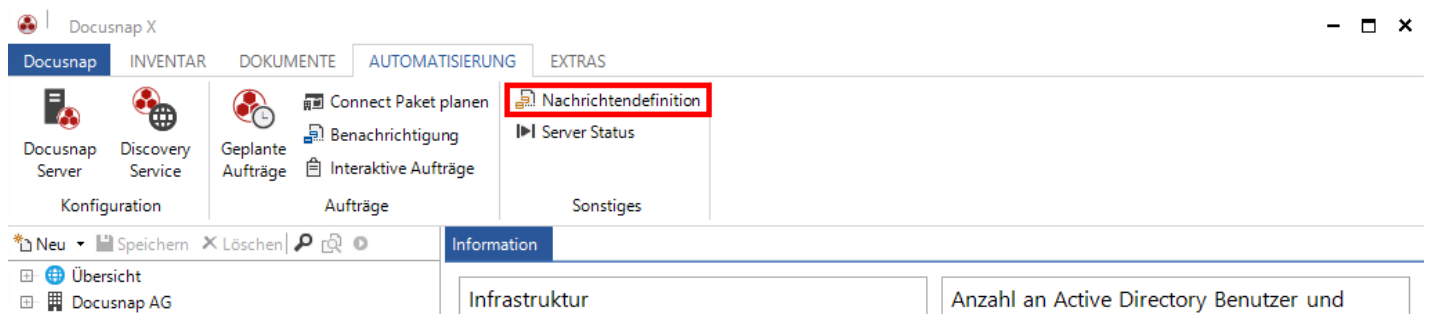 Docusnap X
Docusnap INVENTAR DOKUMENTE AUTOMATISIERUNG EXTRAS
Docusnap Server
Discovery Service
Konfiguration
Geplante Aufträge
Connect Paket planen
Benachrichtigung
Interaktive Aufträge
Aufträge
Nachrichtendefinition
Server Status
Sonstiges
Neu Speichern Löschen
Übersicht
Docusnap AG
Information
Infrastruktur
Anzahl an Active Directory Benutzer und